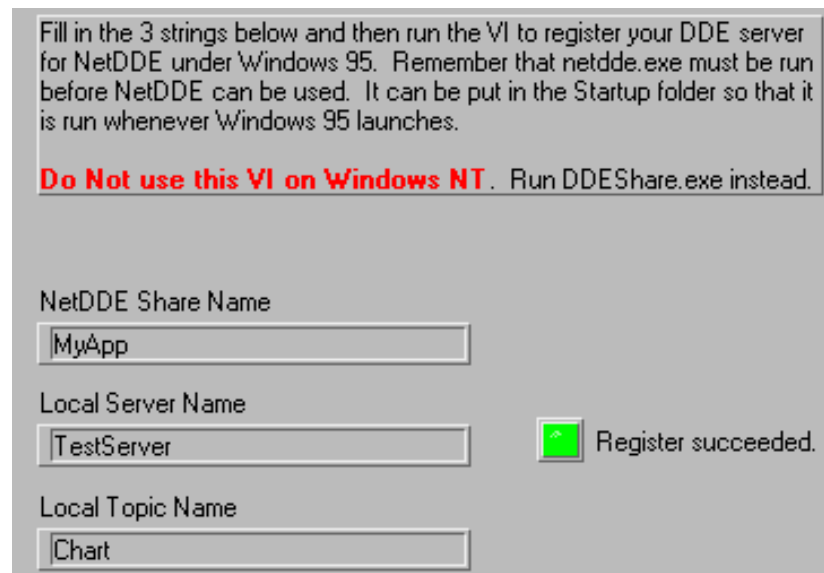 Fill in the 3 strings below and then run the VI to register your DDE server
for NetDDE under Windows 95. Remember that netdde.exe must be run
before NetDDE can be used. It can be put in the Startup folder so that it
is run whenever Windows 95 launches.
Do Not use this VI on Windows NT. Run DDEShare.exe instead.
NetDDE Share Name
MyApp
Local Server Name
TestServer
Register succeeded.
Local Topic Name
Chart